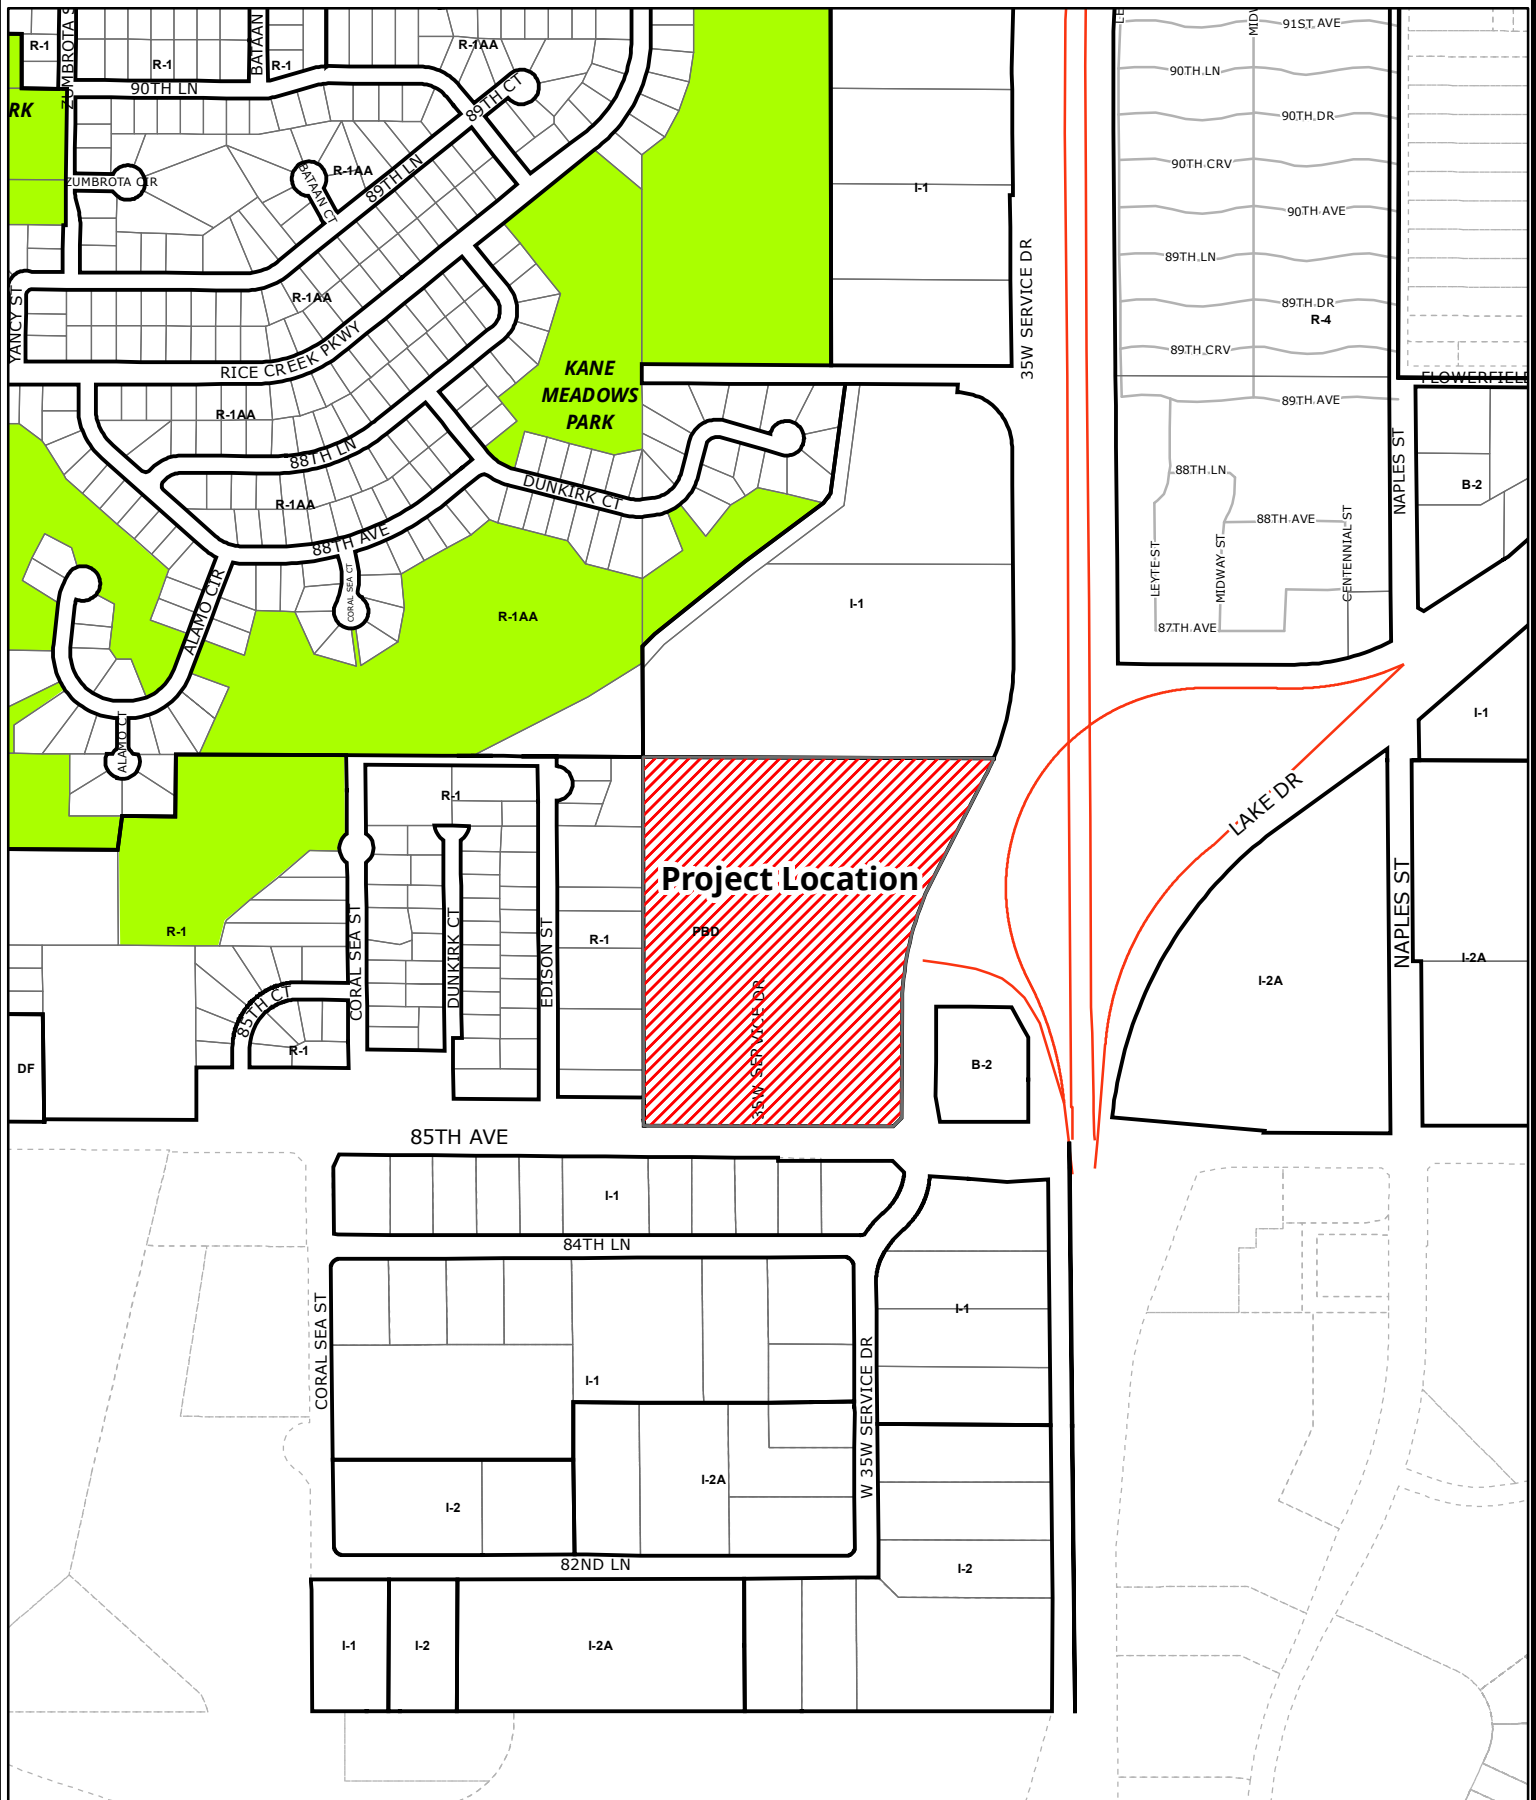 91ST AVE
R-1
R-1AA
R-1
R-1
BATAAN
90TH LN
90TH LN
89TH CT
RK
90TH DR
90TH CRV
R-1AA
ZUMBROTA CIR
BATAAN CT
89TH LN
I-1
90TH AVE
89TH LN
35W SERVICE DR
YANCY ST
R-1AA
89TH DR
R-4
RICE CREEK PKWY
89TH CRV
KANE
MEADOWS
PARK
FLOWERFIELD
89TH AVE
R-1AA
88TH LN
NAPLES ST
88TH LN
B-2
DUNKIRK CT
R-1AA
88TH AVE
88TH AVE
CENTENNIAL ST
LEYTE ST
MIDWAY ST
CORAL SEA CT
ALAMO CIR
I-1
R-1AA
87TH AVE
I-1
ALAMO CT
R-1
LAKE DR
Project Location
NAPLES ST
R-1
PBD
R-1
CORAL SEA ST
DUNKIRK CT
EDISON ST
I-2A
I-2A
85TH CT
35W SERVICE DR
R-1
DF
B-2
85TH AVE
I-1
84TH LN
I-1
CORAL SEA ST
W 35W SERVICE DR
I-1
I-2A
I-2
82ND LN
I-2
I-1
I-2
I-2A